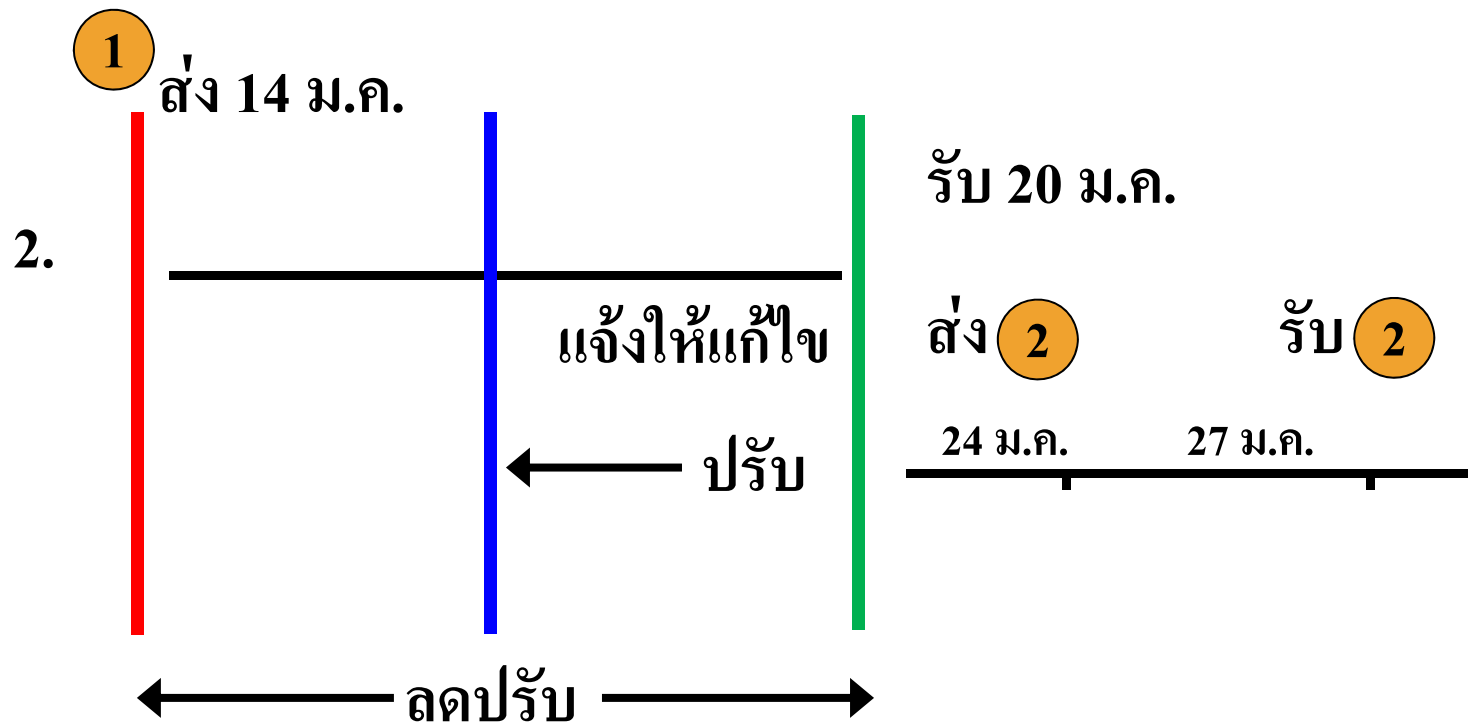 1
ส่ง 14 ม.ค.
รับ 20 ม.ค.
2.
แจ้งให้แก้ไข
ส่ง 2
รับ 2
24 ม.ค.
27 ม.ค.
ปรับ
ลดปรับ